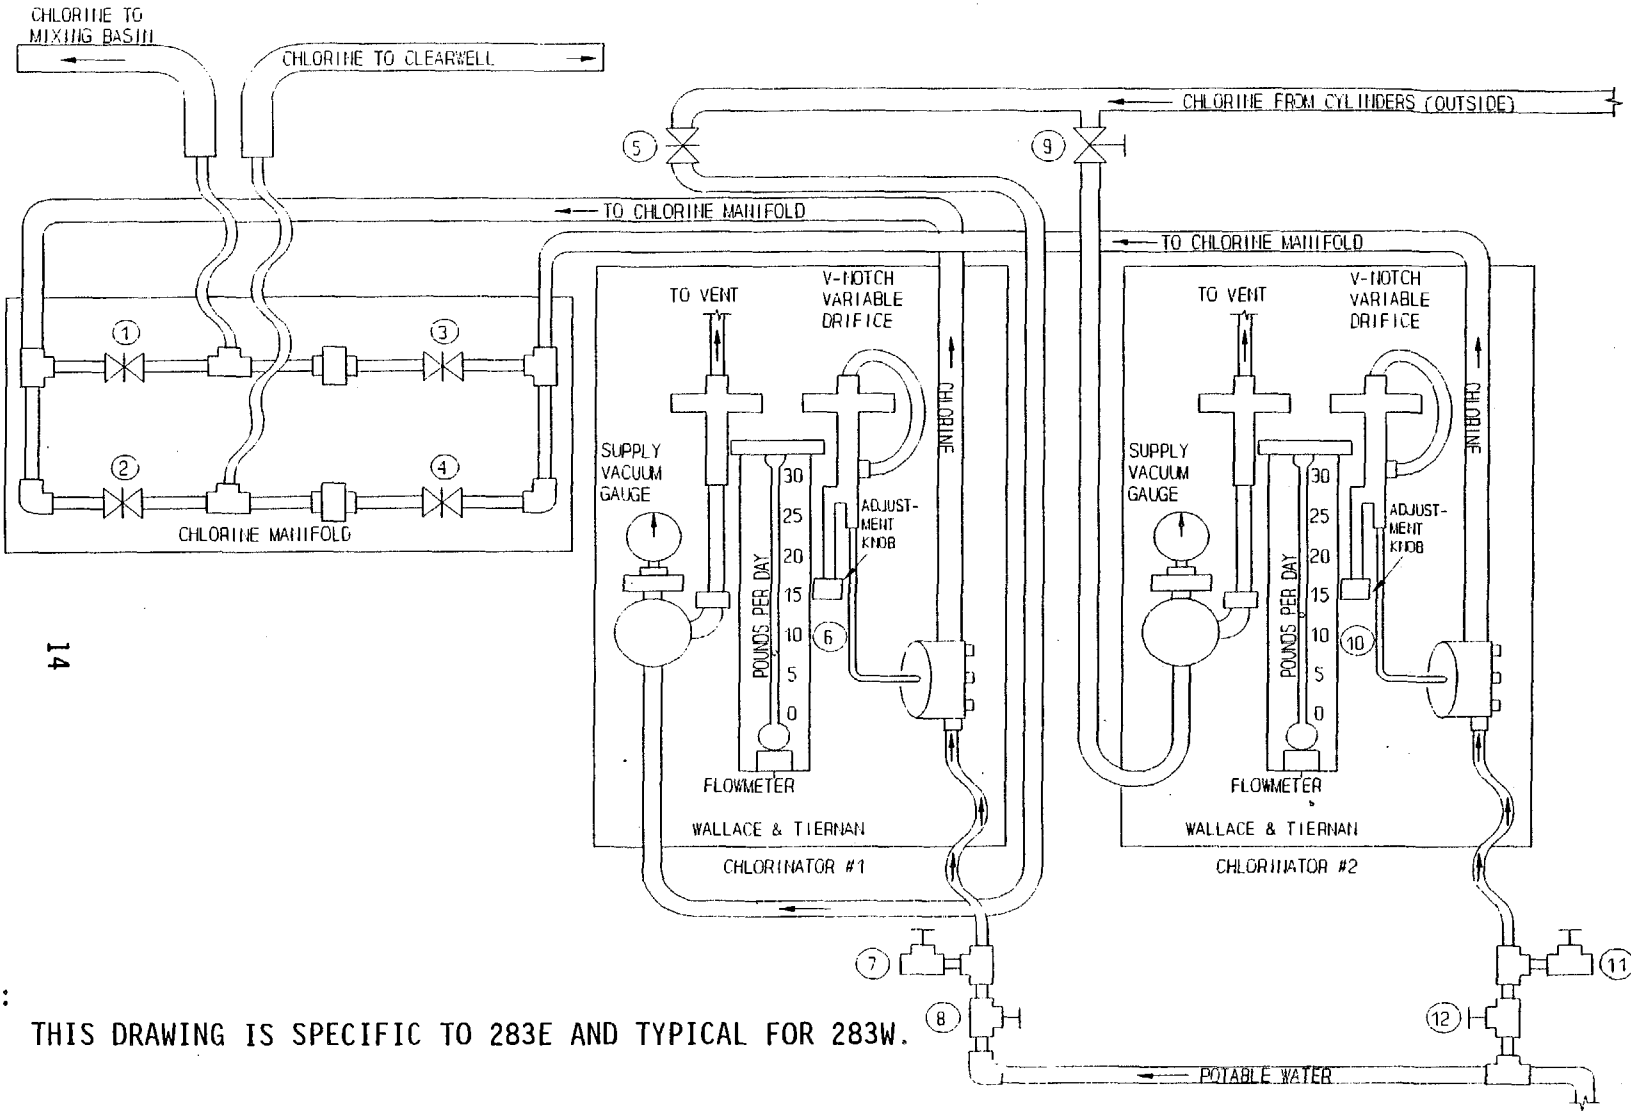 CHLORINE TO
MIXING BASIN
CHLORINE TO CLEARWELL
CHLORINE FROM CYLINDERS (OUTSIDE)
5
9
TO CHLORINE MANIFOLD
TO CHLORINE MANIFOLD
1
3
2
4
CHLORINE MANIFOLD
TO VENT
V-NOTCH
VARIABLE
DRIFICE
CHLORINE
SUPPLY
VACUUM
GAUGE
30
25
20
15
10
5
0
POUNDS PER DAY
ADJUST-
MENT
KNOB
6
FLOWMETER
WALLACE & TIERNAN
CHLORINATOR #1
TO VENT
V-NOTCH
VARIABLE
DRIFICE
CHLORINE
SUPPLY
VACUUM
GAUGE
30
25
20
15
10
5
0
POUNDS PER DAY
ADJUST-
MENT
KNOB
10
FLOWMETER
WALLACE & TIERNAN
CHLORINATOR #2
14
7
8
11
12
POTABLE WATER
:
THIS DRAWING IS SPECIFIC TO 283E AND TYPICAL FOR 283W.